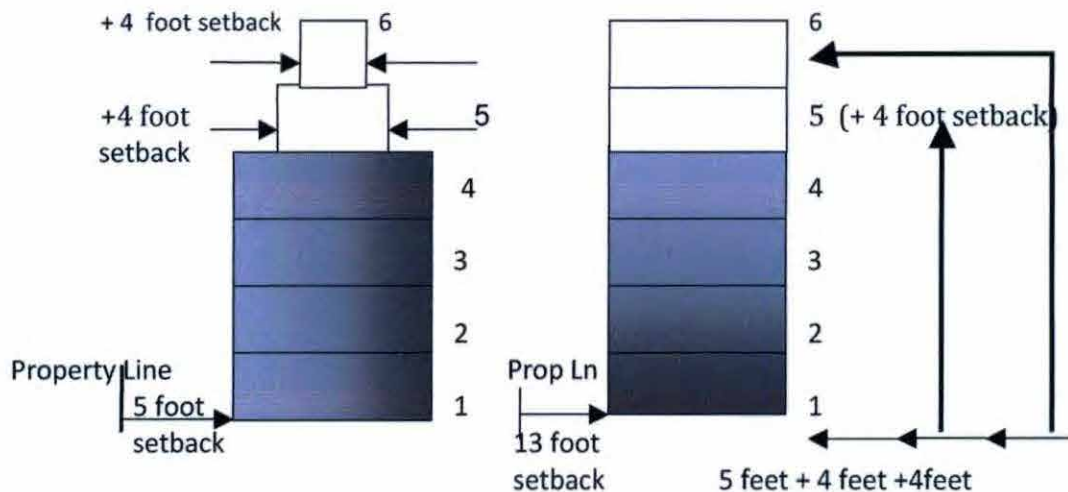 + 4 foot setback
6
+4 foot
setback
5
4
3
2
1
Property Line
5 foot
setback
6
5 (+ 4 foot setback)
4
3
2
1
Prop Ln
13 foot
setback
5 feet + 4 feet +4feet